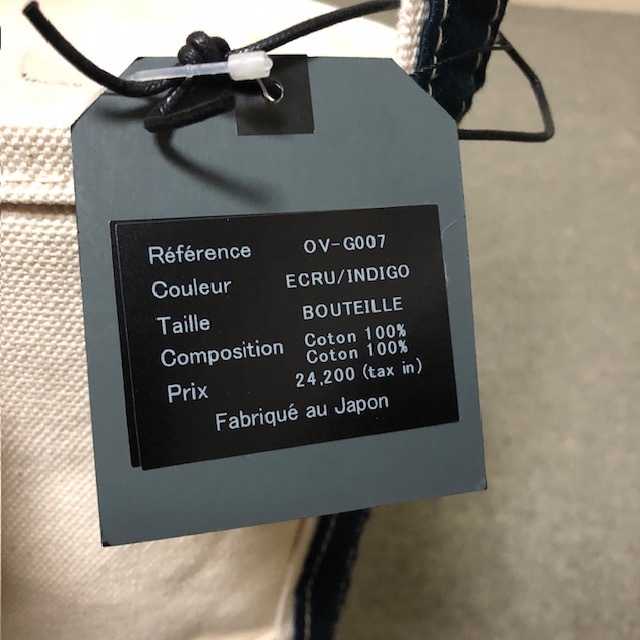 Référence OV-G007
Couleur ECRU/INDIGO
Taille BOUTEILLE
Composition Coton 100%
Coton 100%
Prix 24,200 (tax in)
Fabriqué au Japon